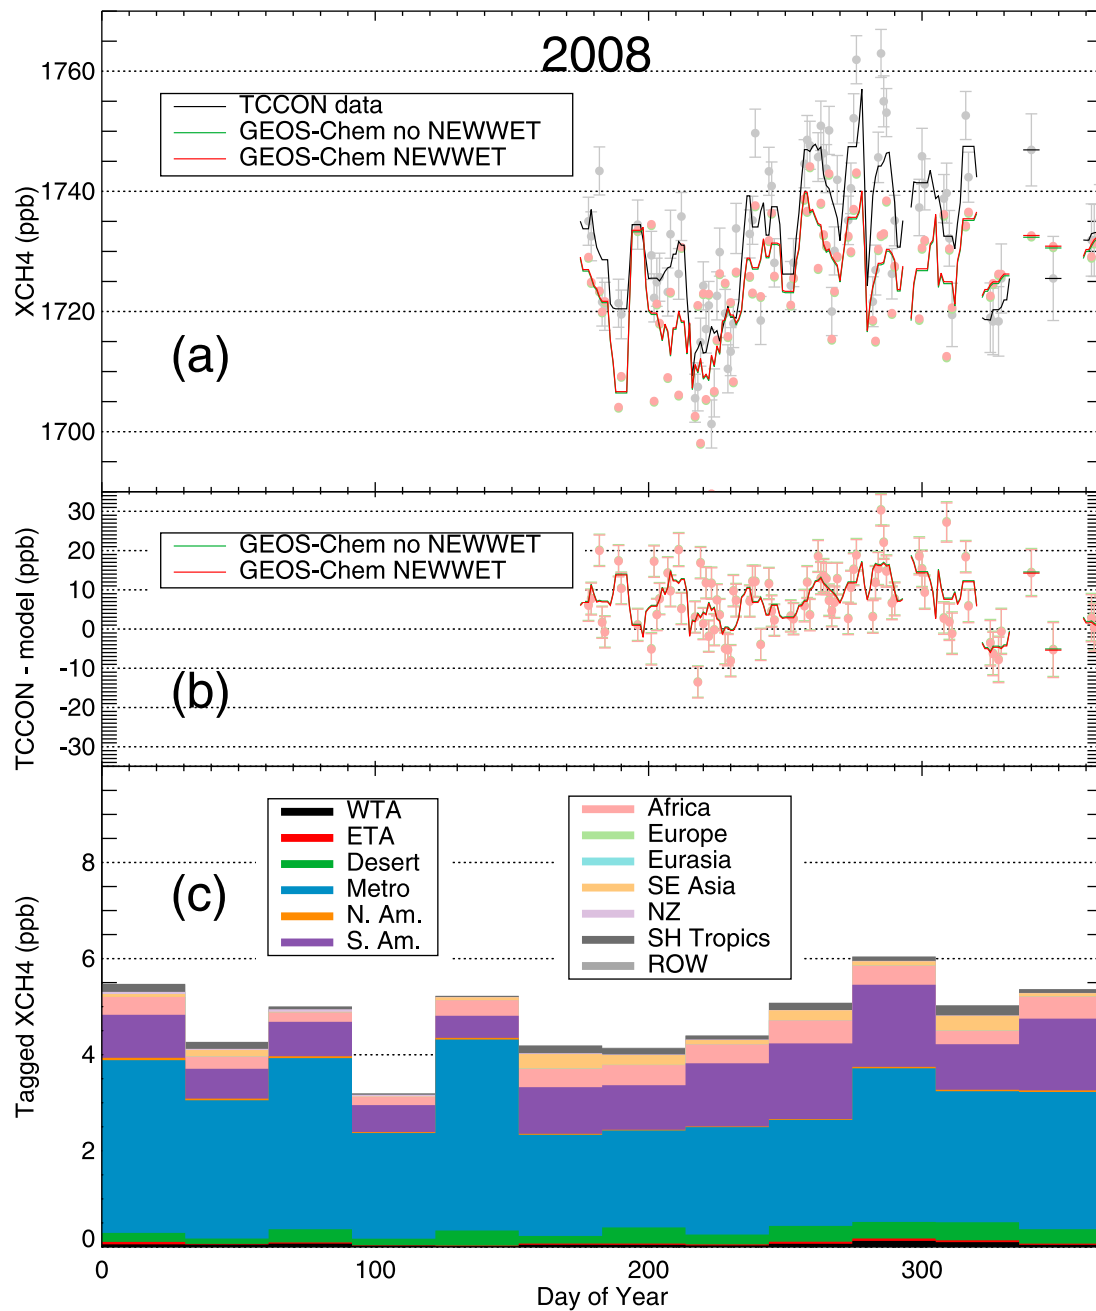 2008
1760
1740
1720
1700
XCH4 (ppb)
TCCON data
GEOS-Chem no NEWWET
GEOS-Chem NEWWET
(a)
30
20
10
0
-10
-20
-30
TCCON - model (ppb)
GEOS-Chem no NEWWET
GEOS-Chem NEWWET
(b)
8
6
4
2
0
Tagged XCH4 (ppb)
WTA
ETA
Desert
Metro
N. Am.
S. Am.
Africa
Europe
Eurasia
SE Asia
NZ
SH Tropics
ROW
(c)
0 100 200 300
Day of Year